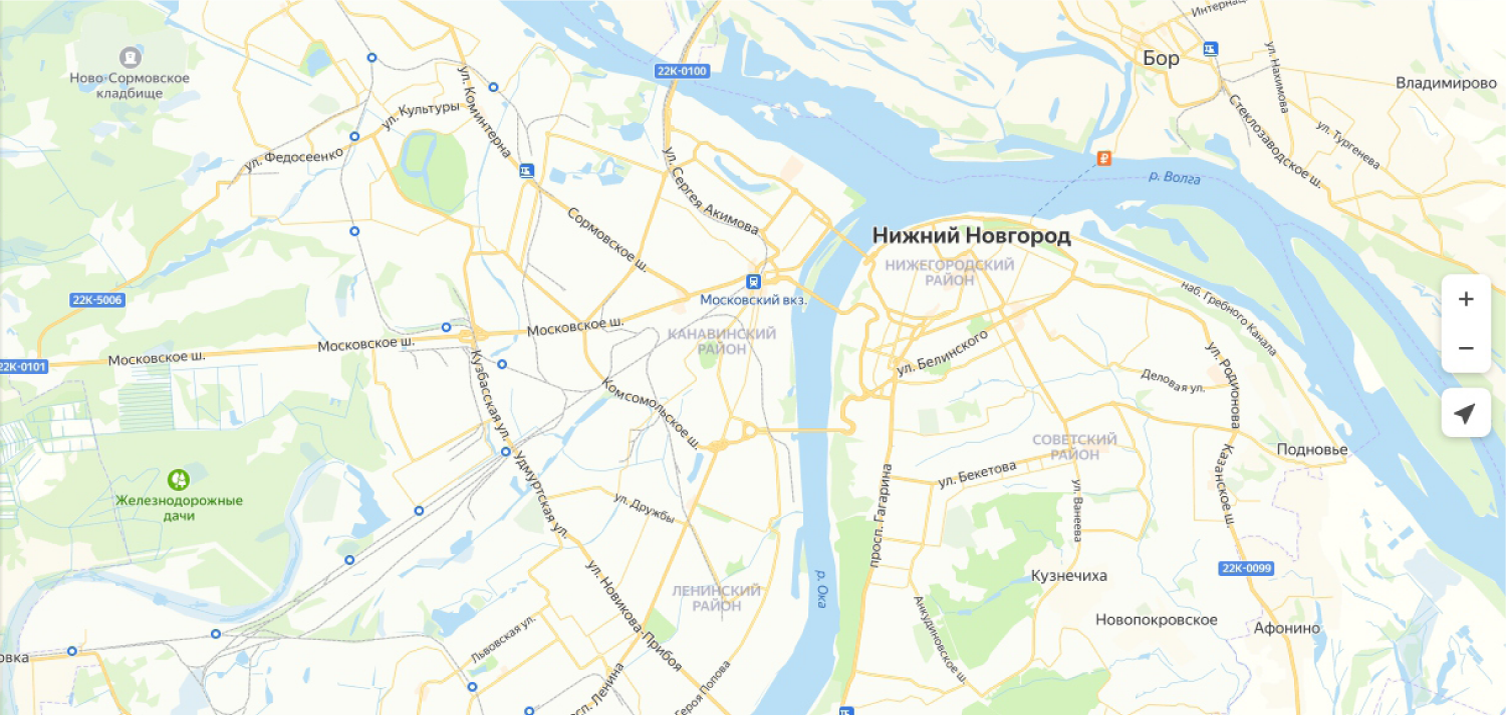 Интернац
Бор
ул. Нахимова
Владимирово
Ново-Сормовское
кладбище
22К-0100
ул. Коминтерна
ул. Культуры
Стеклозаводское ш.
ул. Тургенева
ул. Федосеенко
ул. Сергея Акимова
р. Волга
Сормовское ш.
Нижний Новгород
НИЖЕГОРОДСКИЙ
РАЙОН
22К-5006
Московский вкз.
наб. Гребного Канала
22К-0101
Московское ш.
Московское ш.
Московское ш.
КАНАВИНСКИЙ
РАЙОН
ул. Белинского
ул. Родионова
Деловая ул.
Кузбасская ул.
Комсомольское ш.
СОВЕТСКИЙ
РАЙОН
Подновье
Казанское ш.
Железнодорожные
дачи
Удмуртская ул.
ул. Дружбы
просп. Гагарина
ул. Бекетова
ул. Ванеева
22К-0099
Кузнечиха
р. Ока
ЛЕНИНСКИЙ
РАЙОН
ул. Новикова-Прибоя
Анкудиновское ш.
Новопокровское
Афонино
Львовская ул.
овка
сп. Ленина
Героя Попова
+
−